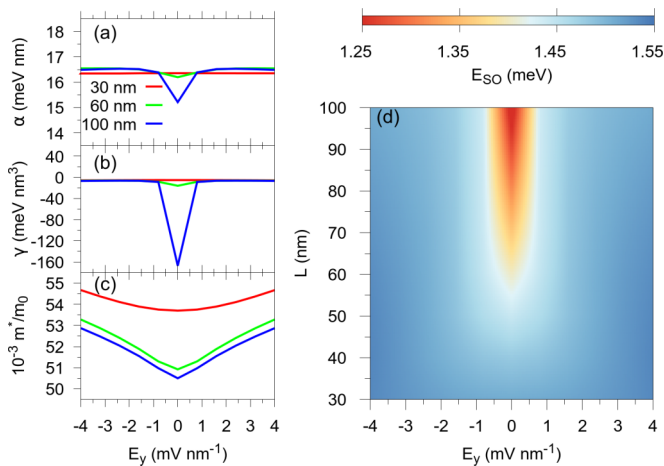 (a)
α (meV nm)
18
17
16
15
14
30 nm
60 nm
100 nm
(b)
γ (meV nm³)
40
0
-40
-80
-120
-160
(c)
10⁻³ m*/m₀
55
54
53
52
51
50
-4 -3 -2 -1 0 1 2 3 4
E_y (mV nm⁻¹)
1.25 1.35 1.45 1.55
E_SO (meV)
(d)
L (nm)
100
90
80
70
60
50
40
30
-4 -3 -2 -1 0 1 2 3 4
E_y (mV nm⁻¹)